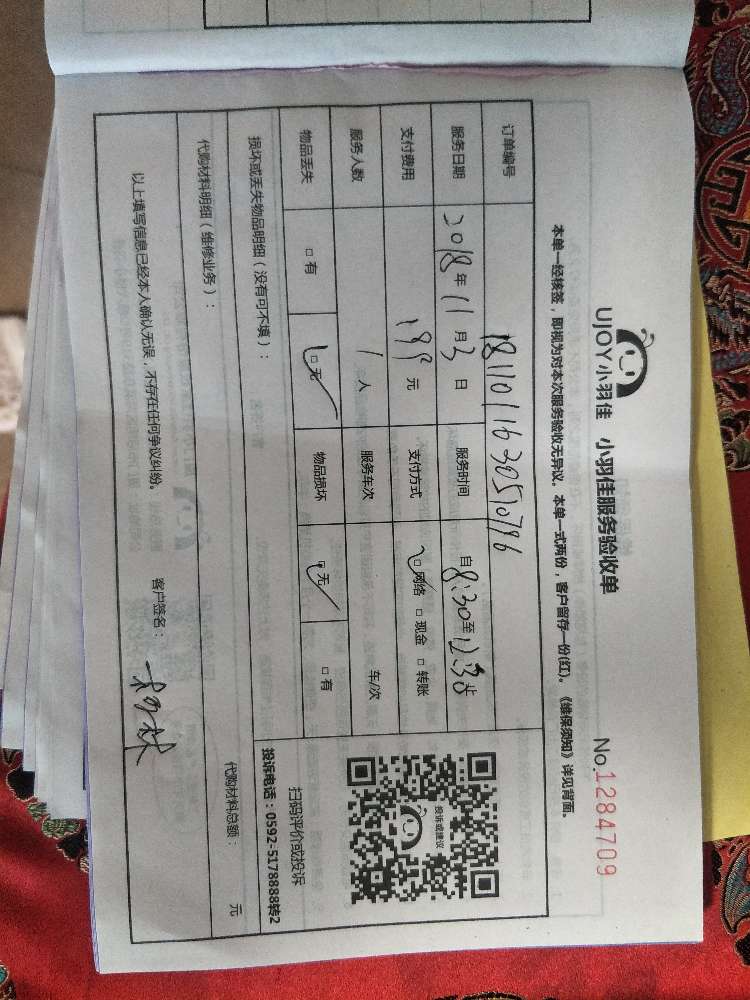 UJOY小羽佳 小羽佳服务验收单
No.1284709
本单一经核签，即视为对本次服务验收无异议。本单一式两份，客户留存一份(红)。《维保须知》详见背面。
订单编号 1811011630510796
服务日期 2018年11月3日 服务时间 自8:30至12:30止
支付费用 199元 支付方式 □网络 □现金 □转账
服务人数 1人 服务车次 车/次
物品丢失 □有 □无 物品损坏 □无 □有
投诉或建议
扫码评价或投诉
投诉电话：0592-5178888转2
损坏或丢失物品明细（没有可不填）：
代购材料明细（维修业务）：
代购材料总额： 元
以上填写信息已经本人确认无误，不存在任何争议纠纷。 客户签名：